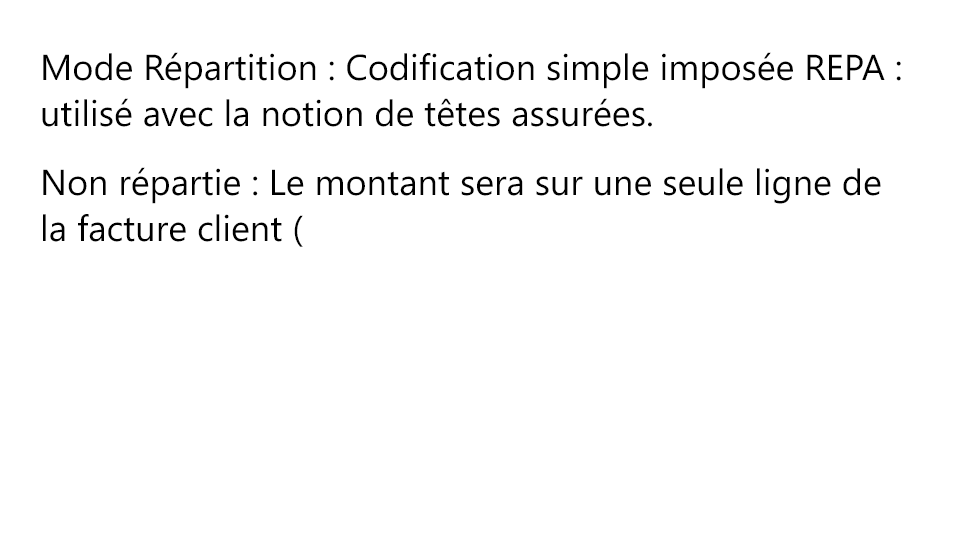 Mode Répartition : Codification simple imposée REPA :
utilisé avec la notion de têtes assurées.
Non répartie : Le montant sera sur une seule ligne de
la facture client (